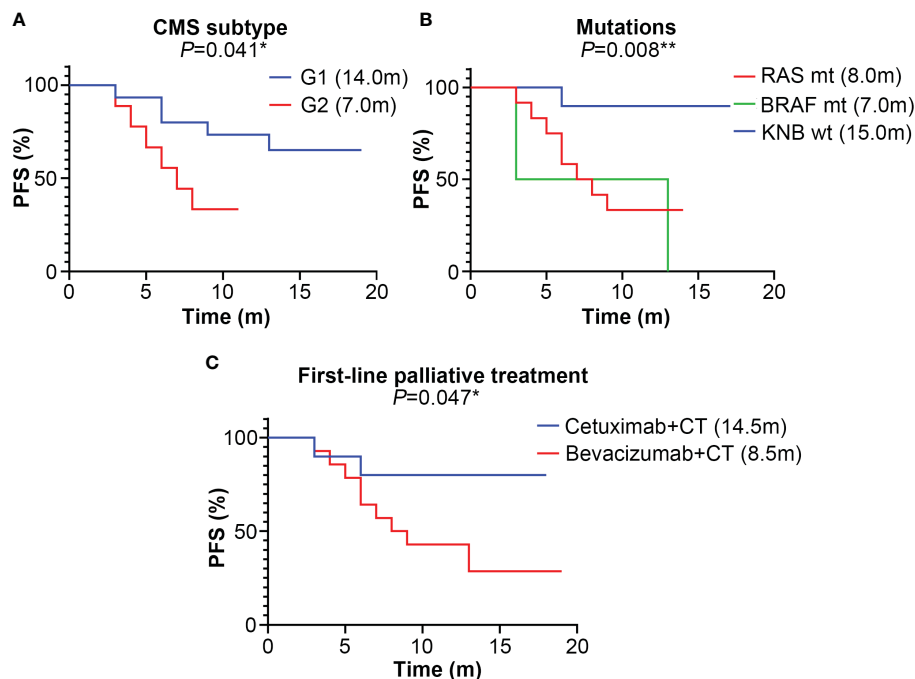 A
CMS subtype
P=0.041*
G1 (14.0m)
G2 (7.0m)
100
50
0
PFS (%)
0 5 10 15 20
Time (m)
B
Mutations
P=0.008**
RAS mt (8.0m)
BRAF mt (7.0m)
KNB wt (15.0m)
100
50
0
PFS (%)
0 5 10 15 20
Time (m)
C
First-line palliative treatment
P=0.047*
Cetuximab+CT (14.5m)
Bevacizumab+CT (8.5m)
100
50
0
PFS (%)
0 5 10 15 20
Time (m)